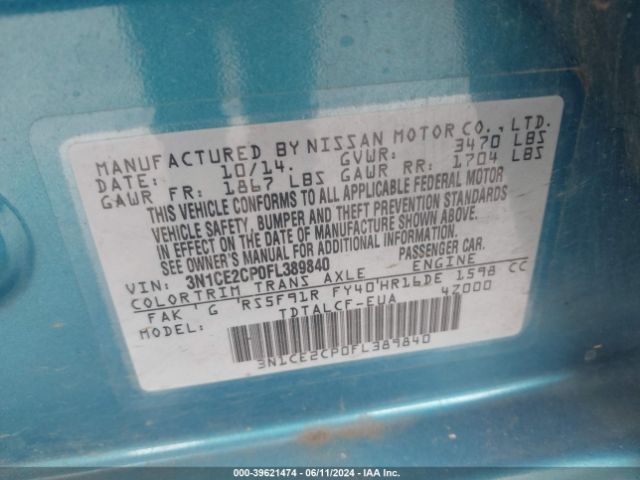 MANUFACTURED BY NISSAN MOTOR CO., LTD.
DATE: 10/14. GVWR: 3470 LBS
GAWR FR: 1867 LBS GAWR RR: 1704 LBS
THIS VEHICLE CONFORMS TO ALL APPLICABLE FEDERAL MOTOR
VEHICLE SAFETY, BUMPER AND THEFT PREVENTION STANDARDS
IN EFFECT ON THE DATE OF MANUFACTURE SHOWN ABOVE.
SEE OWNER'S MANUAL FOR ADDITIONAL INFORMATION.
VIN: 3N1CE2CP0FL389840 PASSENGER CAR.
COLOR TRIM TRANS AXLE ENGINE
FAK G RS5F91R FY40 HR16DE 1598 CC
MODEL: TDTALCF-EUA 4Z000
3N1CE2CP0FL389840
000-39621474 - 06/11/2024 - IAA Inc.